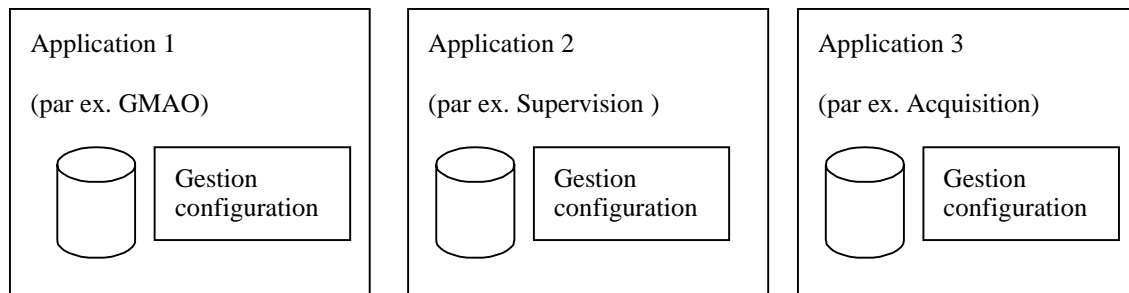 Application 1
(par ex. GMAO)
Gestion
configuration
Application 2
(par ex. Supervision )
Gestion
configuration
Application 3
(par ex. Acquisition)
Gestion
configuration